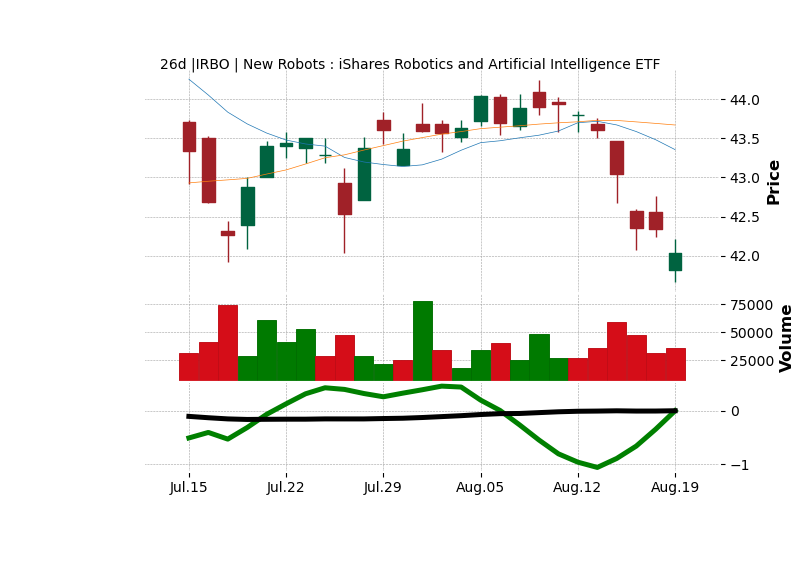 26d |IRBO | New Robots : iShares Robotics and Artificial Intelligence ETF
44.0
43.5
43.0
42.5
42.0
Price
75000
50000
25000
Volume
0
−1
Jul.15 Jul.22 Jul.29 Aug.05 Aug.12 Aug.19